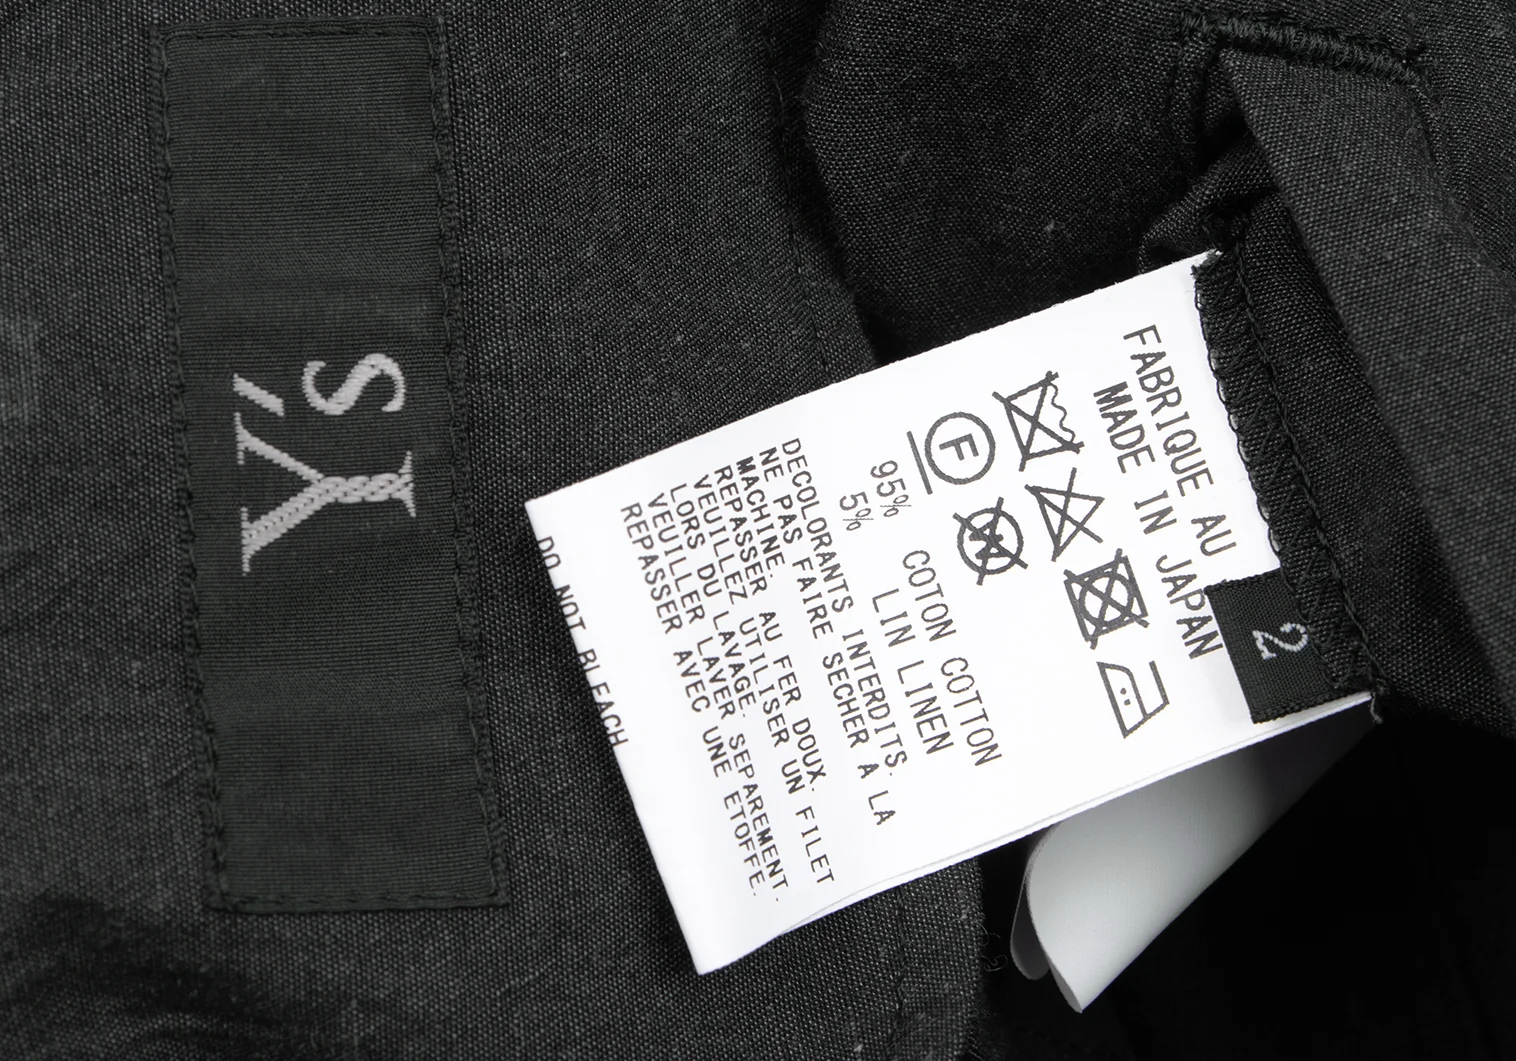 Y's
2
FABRIQUE AU
MADE IN JAPAN
F
W
95% COTON COTTON
5% LIN LINEN
DECOLORANTS INTERDITS.
NE PAS FAIRE SECHER A LA
MACHINE.
REPASSER AU FER DOUX.
VEUILLEZ UTILISER UN FILET
LORS DU LAVAGE.
VEUILLER LAVER SEPAREMENT.
REPASSER AVEC UNE ETOFFE.
DO NOT BLEACH